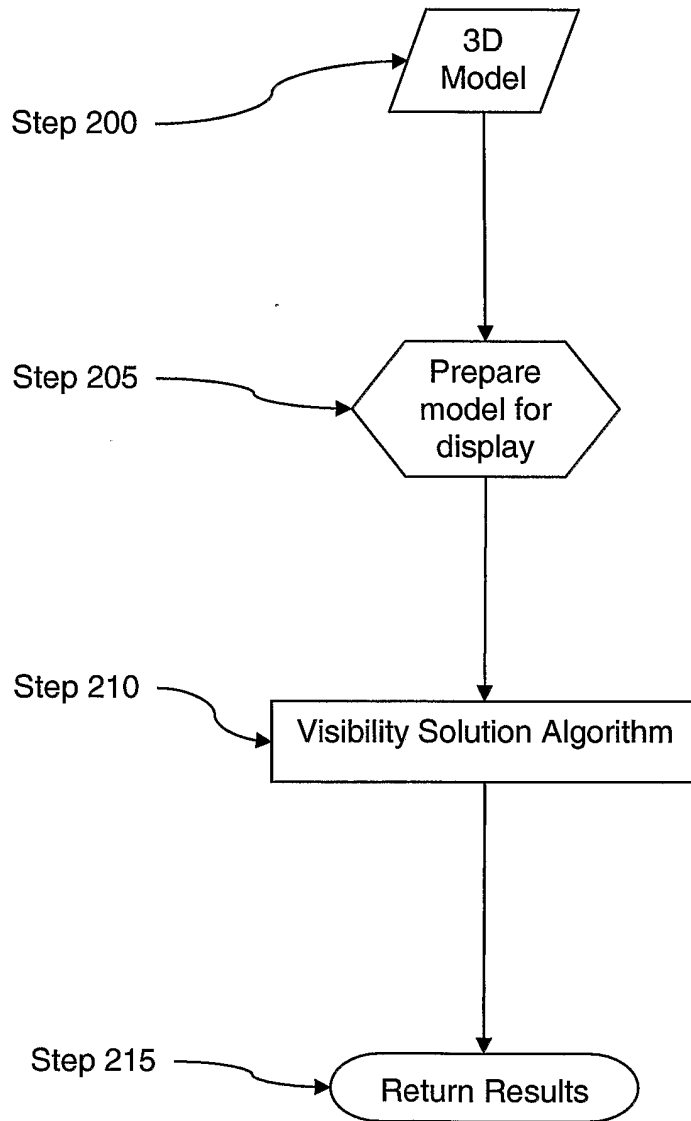 3D
Model
Step 200
Step 205
Prepare
model for
display
Step 210
Visibility Solution Algorithm
Step 215
Return Results